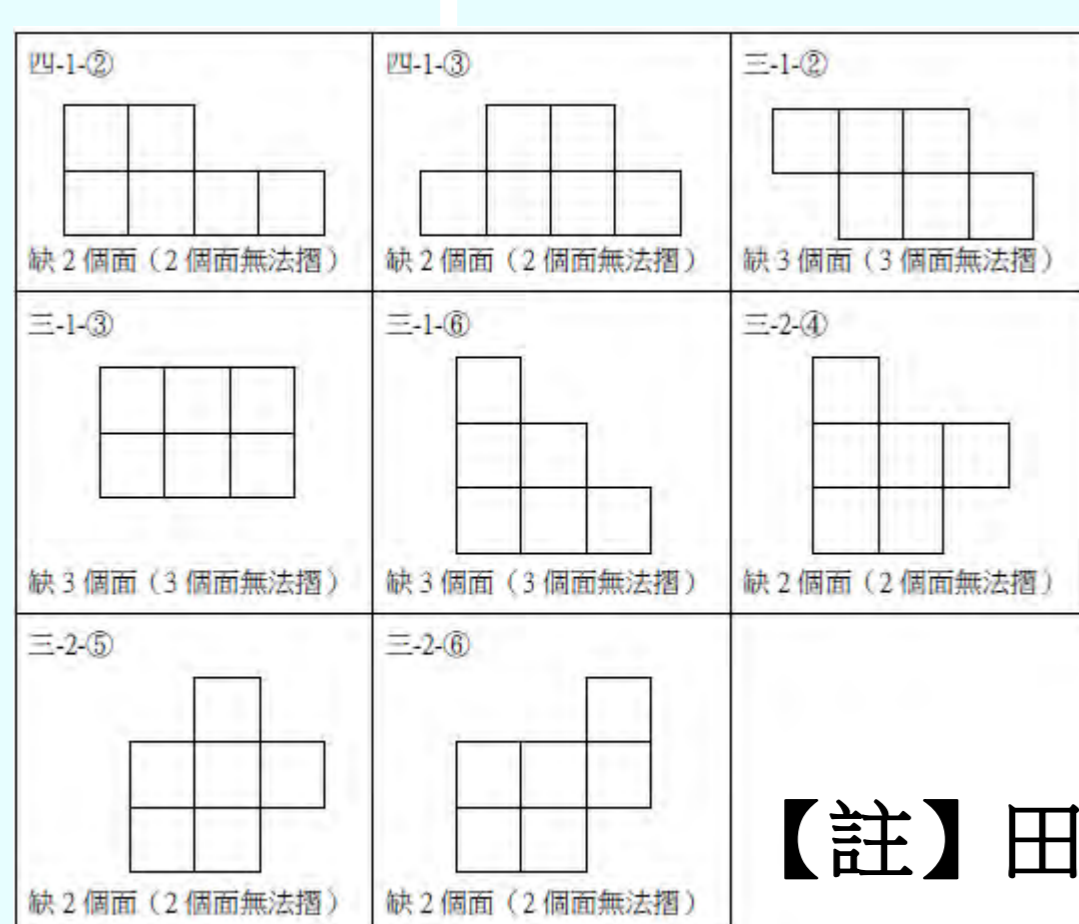 四-1-②
四-1-③
三-1-②
缺 2 個面（2 個面無法摺）
缺 2 個面（2 個面無法摺）
缺 3 個面（3 個面無法摺）
三-1-③
三-1-⑥
三-2-④
缺 3 個面（3 個面無法摺）
缺 3 個面（3 個面無法摺）
缺 2 個面（2 個面無法摺）
三-2-⑤
三-2-⑥
【註】田
缺 2 個面（2 個面無法摺）
缺 2 個面（2 個面無法摺）